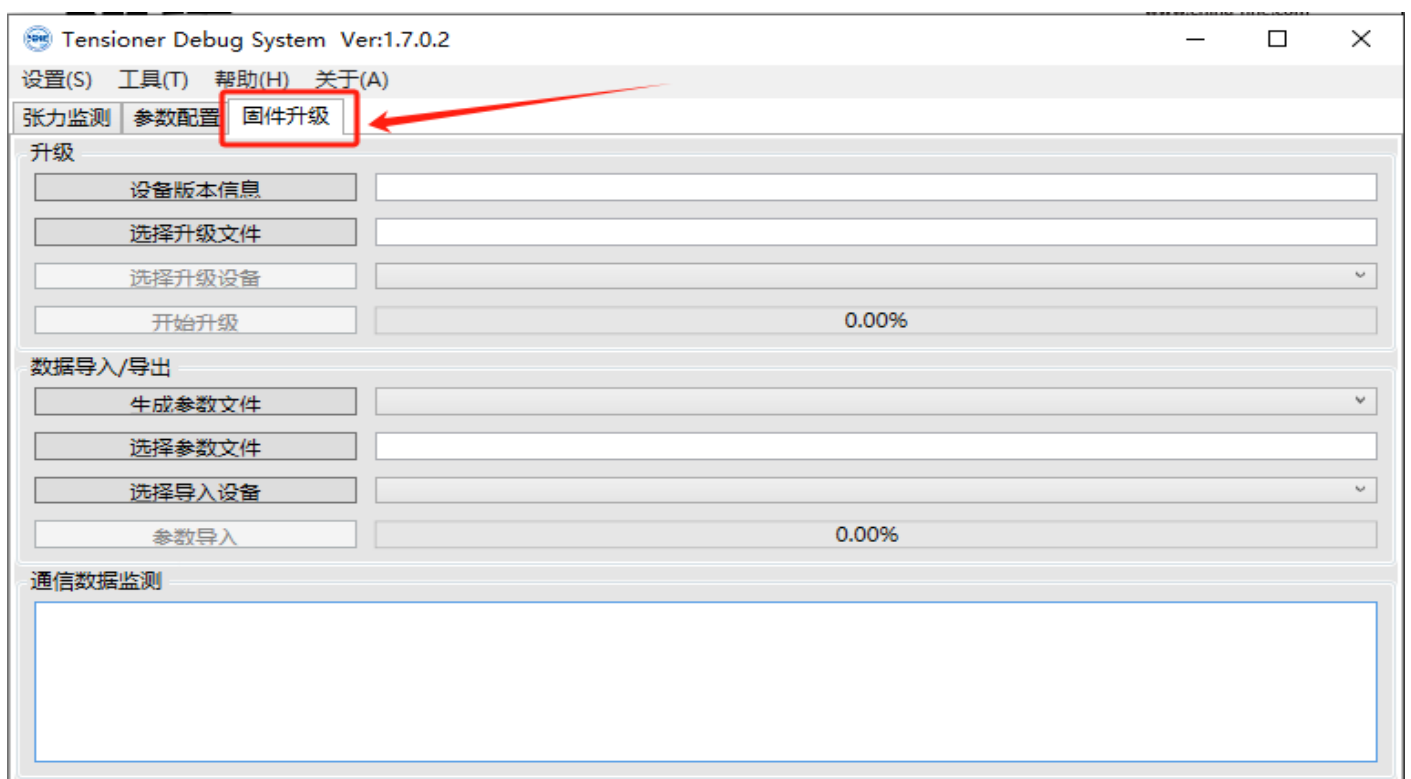 Tensioner Debug System Ver:1.7.0.2
设置(S) 工具(T) 帮助(H) 关于(A)
张力监测 参数配置 固件升级
升级
设备版本信息
选择升级文件
选择升级设备
开始升级 0.00%
数据导入/导出
生成参数文件
选择参数文件
选择导入设备
参数导入 0.00%
通信数据监测